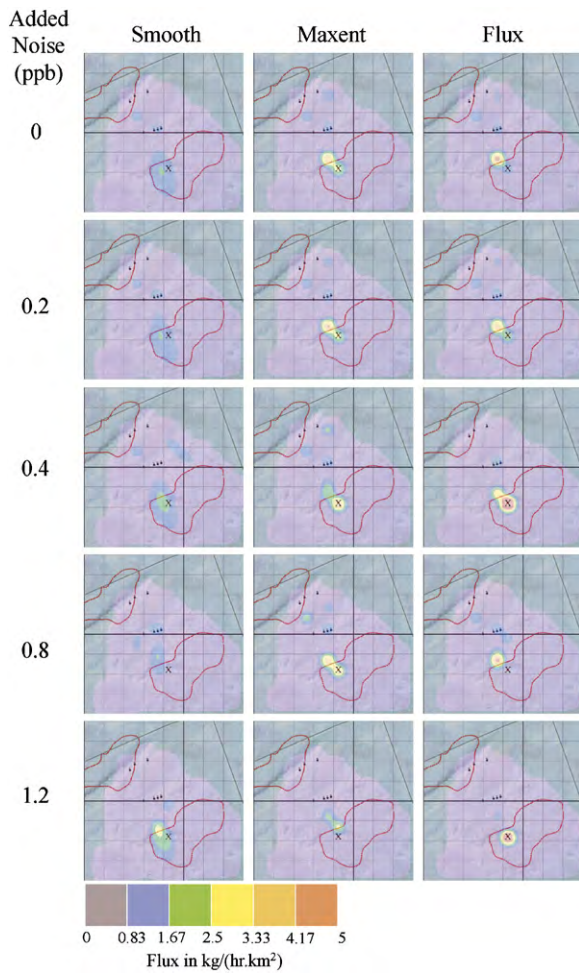 Added Noise (ppb) Smooth Maxent Flux
0
X X X
0.2
X X X
0.4
X X X
0.8
X X X
1.2
X X X
0 0.83 1.67 2.5 3.33 4.17 5
Flux in kg/(hr.km²)